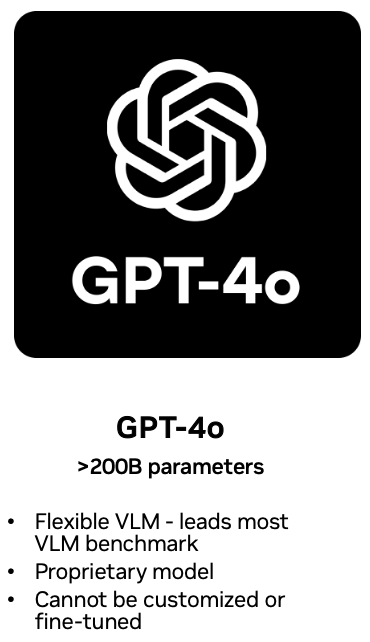 GPT-4o
GPT-4o
>200B parameters
• Flexible VLM - leads most
VLM benchmark
• Proprietary model
• Cannot be customized or
fine-tuned